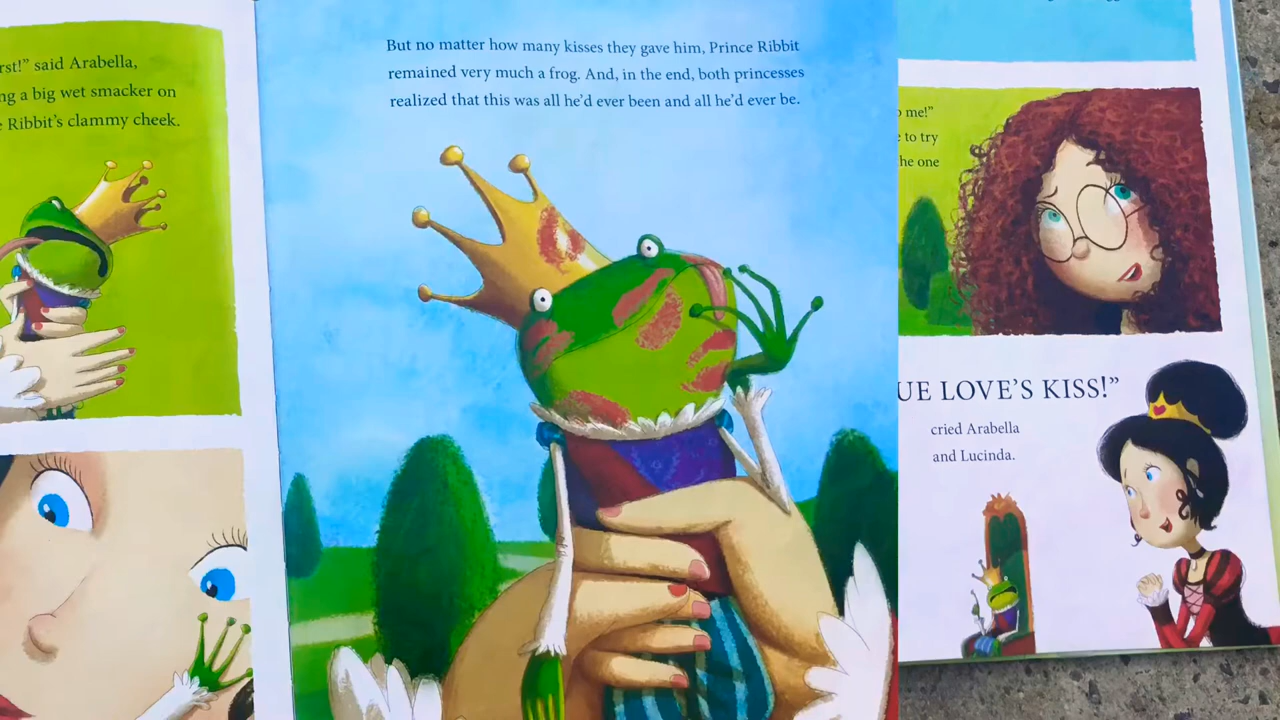 rst!” said Arabella,
ng a big wet smacker on
Ribbit’s clammy cheek.
But no matter how many kisses they gave him, Prince Ribbit
remained very much a frog. And, in the end, both princesses
realized that this was all he’d ever been and all he’d ever be.
me!”
to try
he one
UE LOVE’S KISS!”
cried Arabella
and Lucinda.